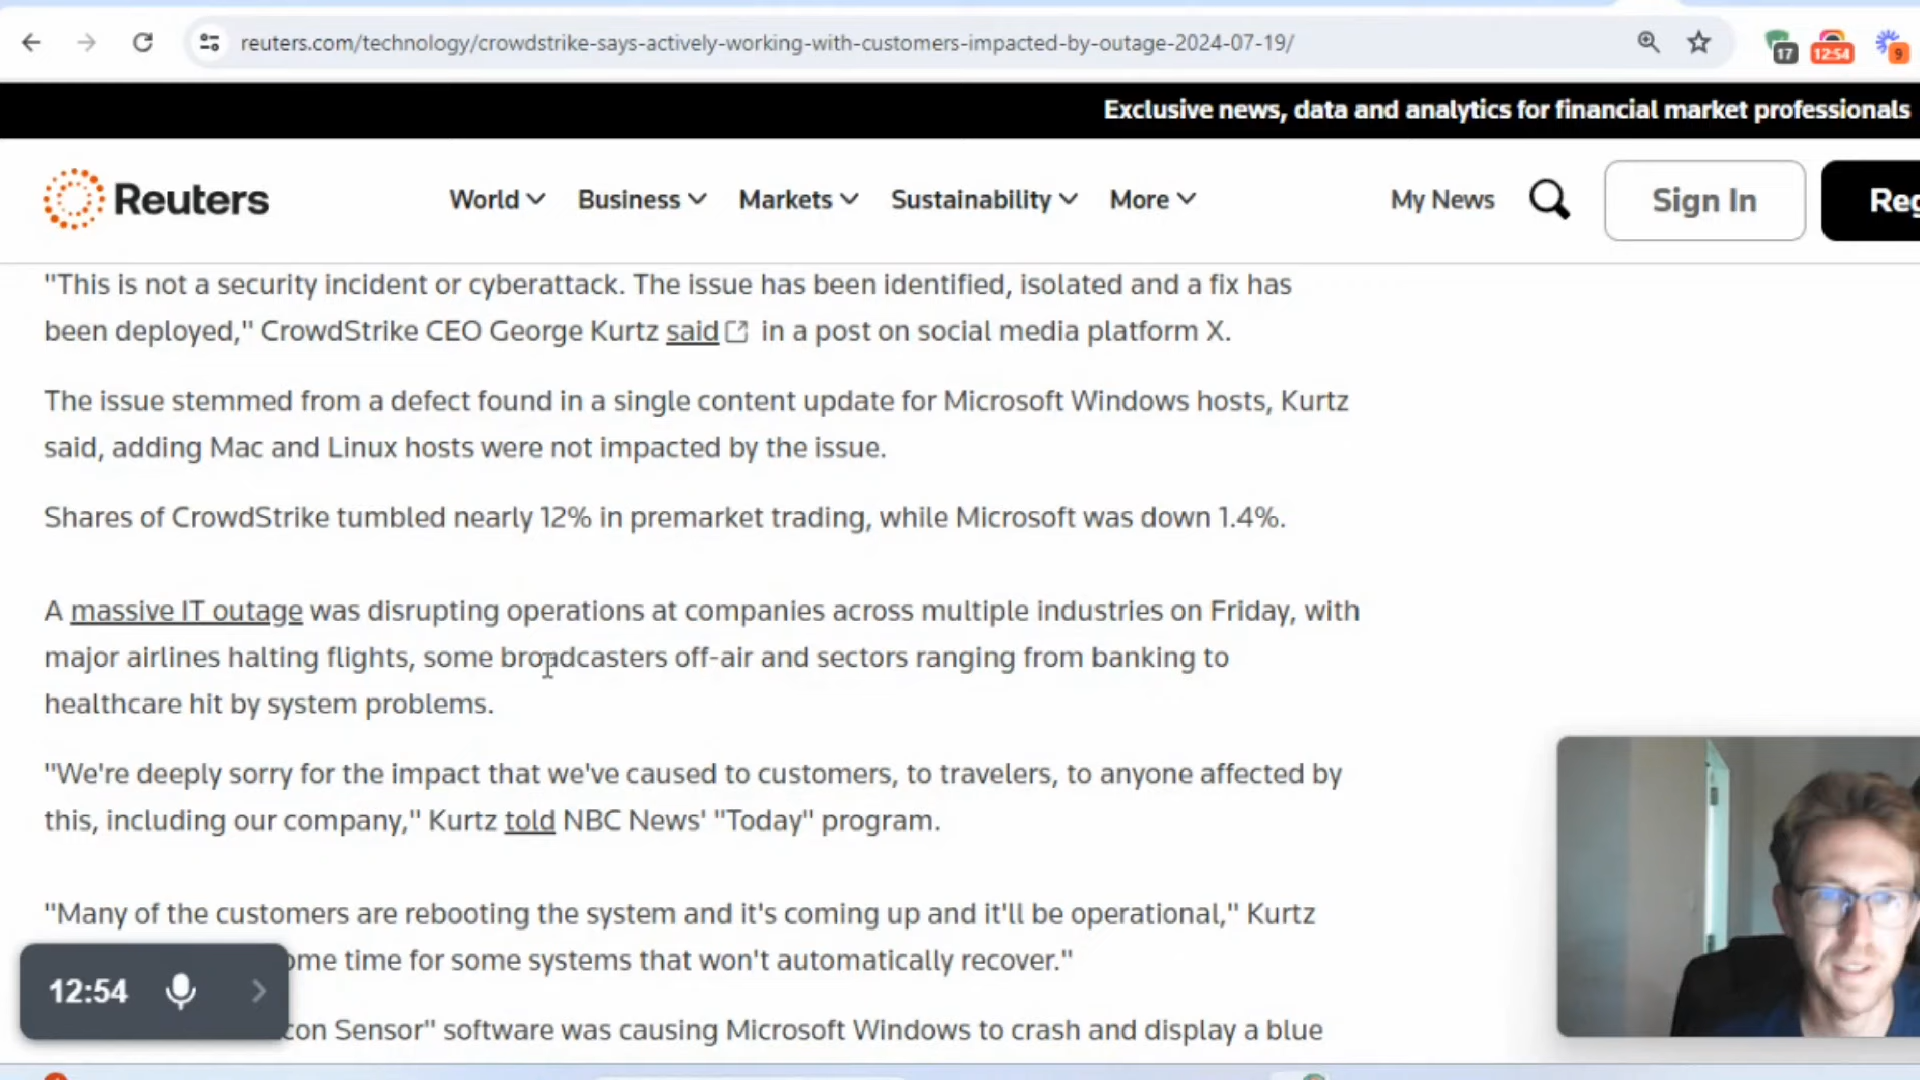 reuters.com/technology/crowdstrike-says-actively-working-with-customers-impacted-by-outage-2024-07-19/
17
12:54
9
Exclusive news, data and analytics for financial market professionals
Reuters
World
Business
Markets
Sustainability
More
My News
Sign In
Reg
"This is not a security incident or cyberattack. The issue has been identified, isolated and a fix has
been deployed," CrowdStrike CEO George Kurtz said in a post on social media platform X.
The issue stemmed from a defect found in a single content update for Microsoft Windows hosts, Kurtz
said, adding Mac and Linux hosts were not impacted by the issue.
Shares of CrowdStrike tumbled nearly 12% in premarket trading, while Microsoft was down 1.4%.
A massive IT outage was disrupting operations at companies across multiple industries on Friday, with
major airlines halting flights, some broadcasters off-air and sectors ranging from banking to
healthcare hit by system problems.
"We're deeply sorry for the impact that we've caused to customers, to travelers, to anyone affected by
this, including our company," Kurtz told NBC News' "Today" program.
"Many of the customers are rebooting the system and it's coming up and it'll be operational," Kurtz
ome time for some systems that won't automatically recover."
12:54
con Sensor" software was causing Microsoft Windows to crash and display a blue